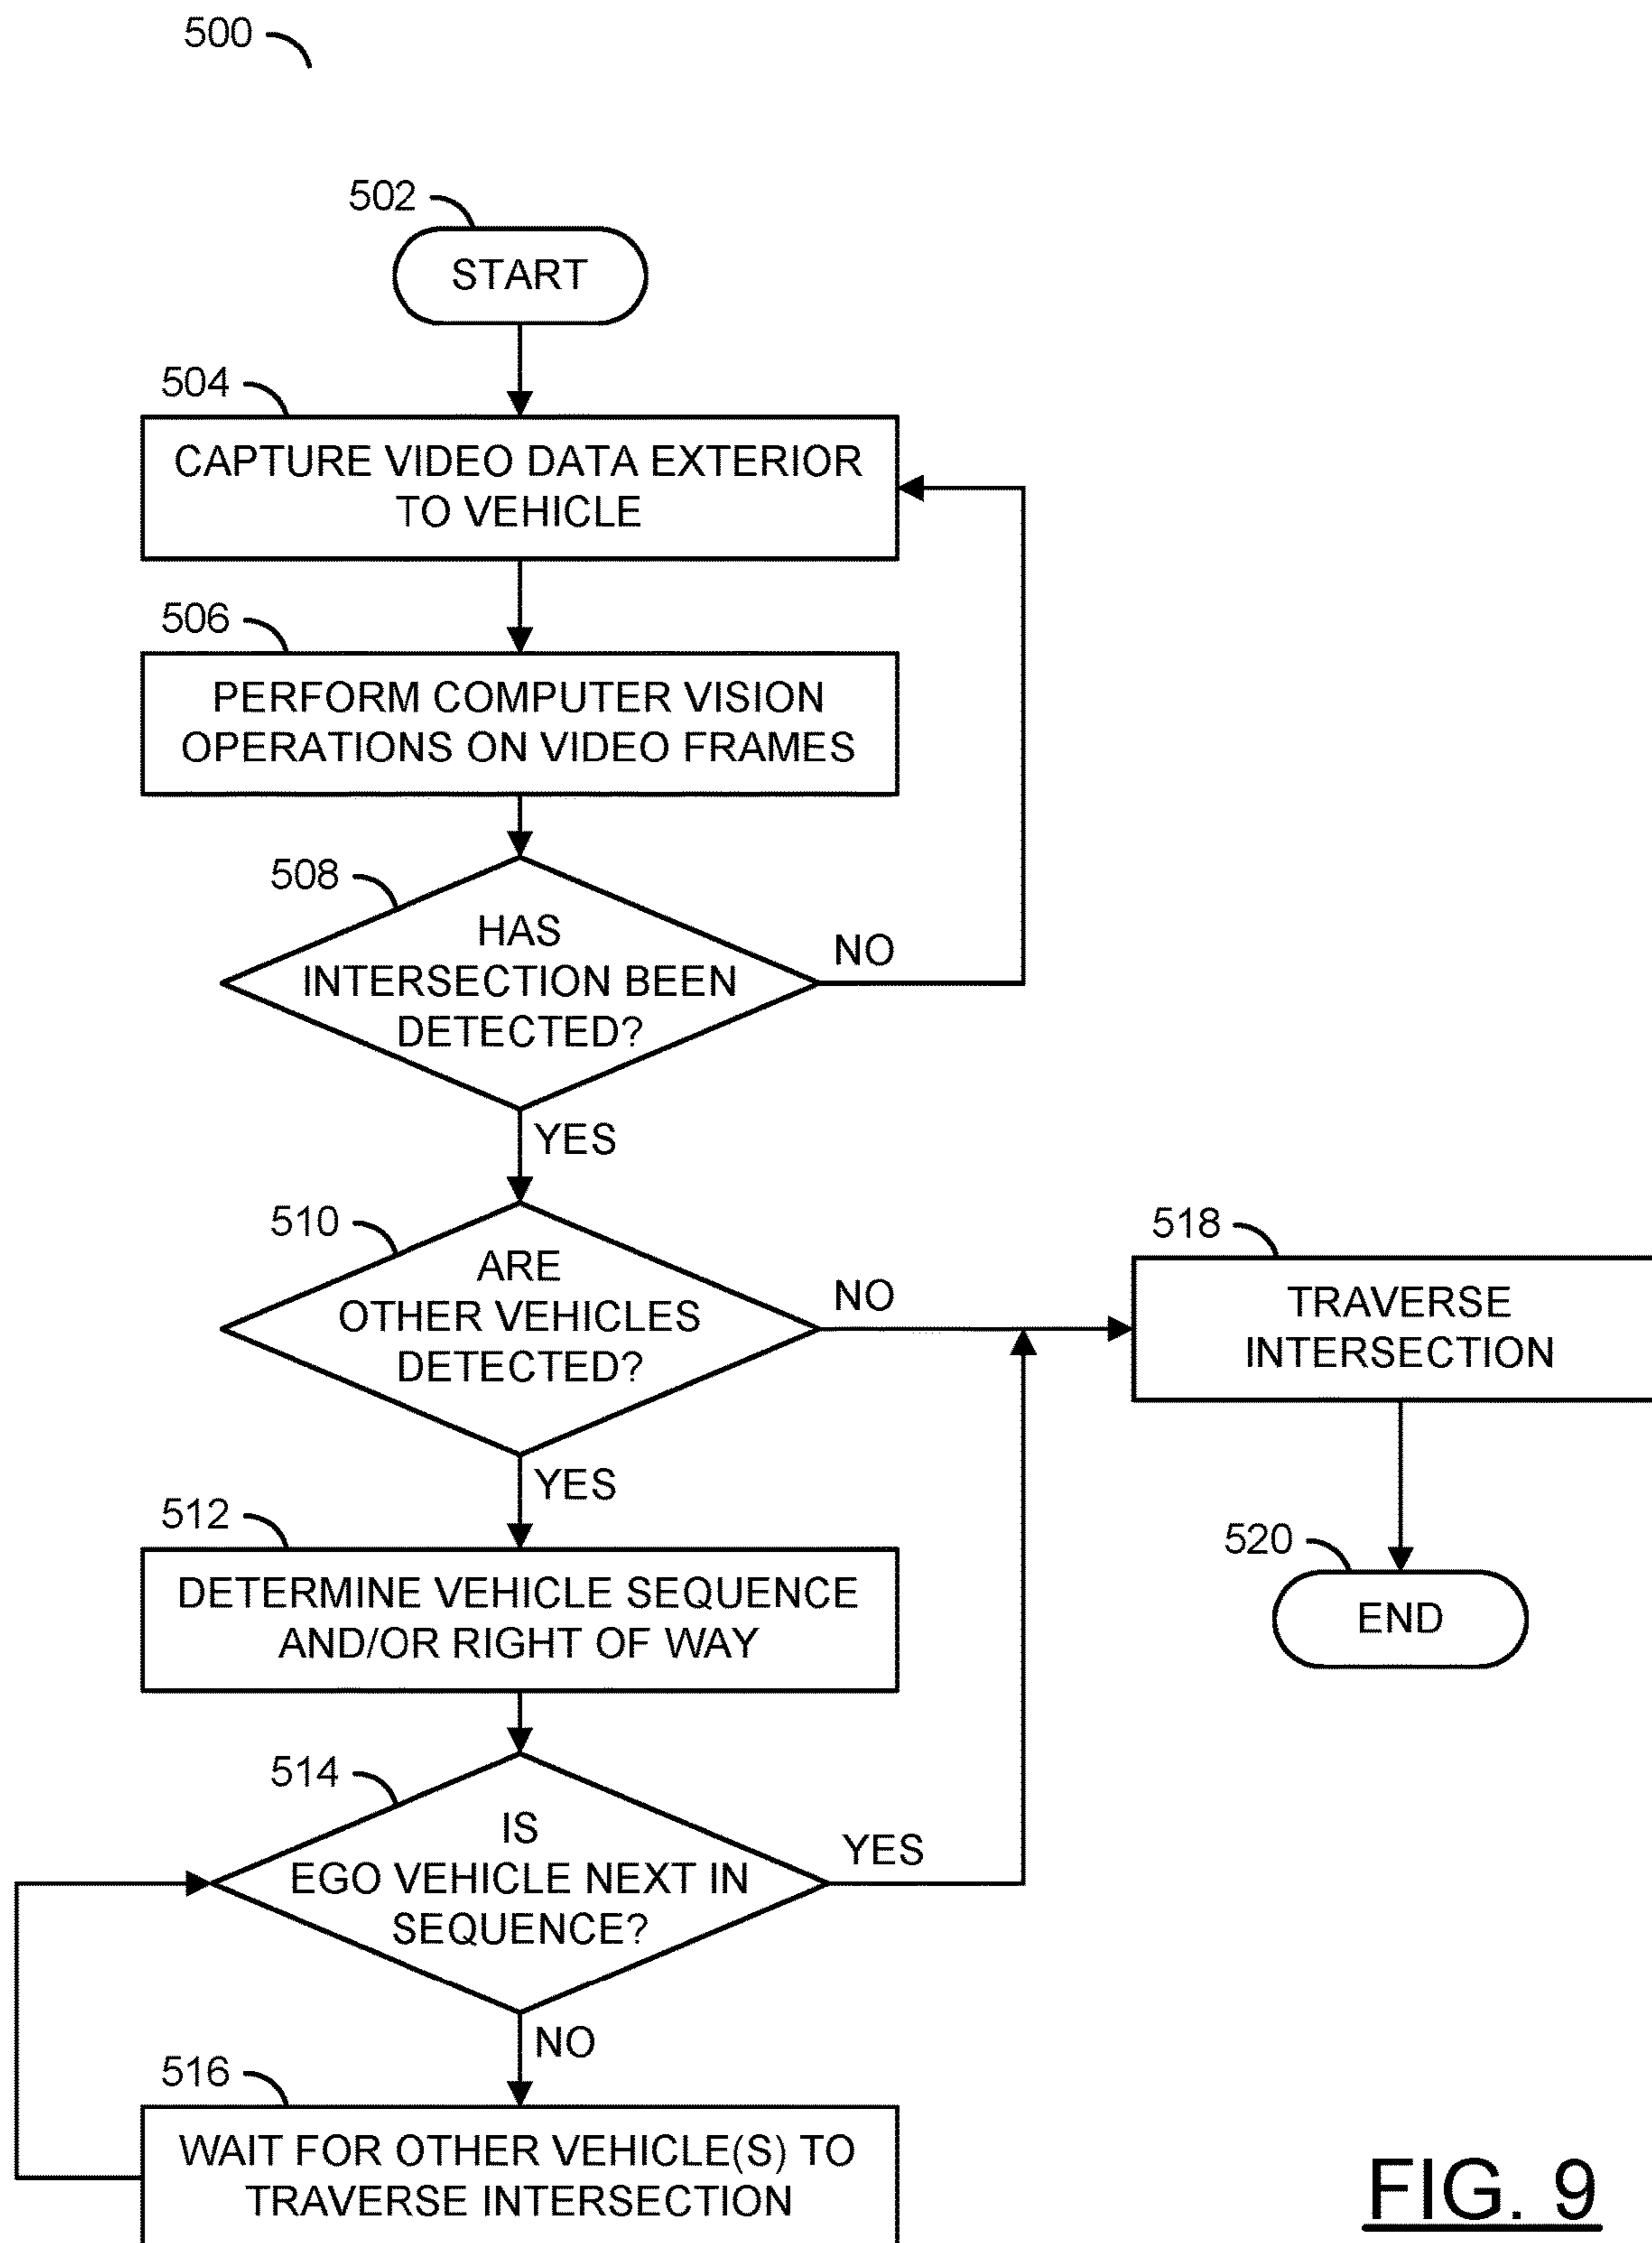 500
502
START
504
CAPTURE VIDEO DATA EXTERIOR
TO VEHICLE
506
PERFORM COMPUTER VISION
OPERATIONS ON VIDEO FRAMES
508
HAS
INTERSECTION BEEN
DETECTED?
NO
YES
510
ARE
OTHER VEHICLES
DETECTED?
NO
518
TRAVERSE
INTERSECTION
YES
512
DETERMINE VEHICLE SEQUENCE
AND/OR RIGHT OF WAY
520
END
514
IS
EGO VEHICLE NEXT IN
SEQUENCE?
YES
NO
516
WAIT FOR OTHER VEHICLE(S) TO
TRAVERSE INTERSECTION
FIG. 9